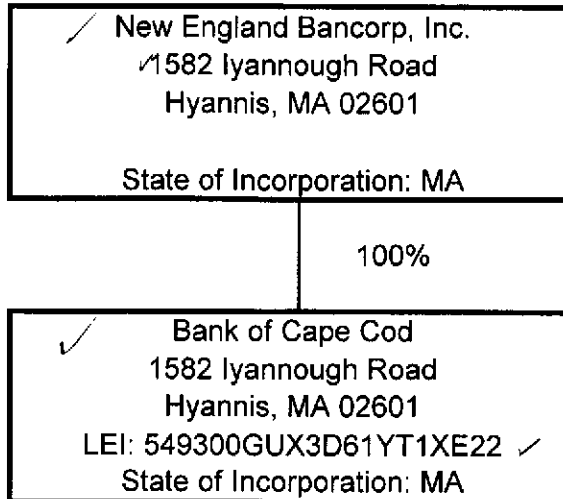 New England Bancorp, Inc.
1582 Iyannough Road
Hyannis, MA 02601
State of Incorporation: MA
100%
Bank of Cape Cod
1582 Iyannough Road
Hyannis, MA 02601
LEI: 549300GUX3D61YT1XE22
State of Incorporation: MA